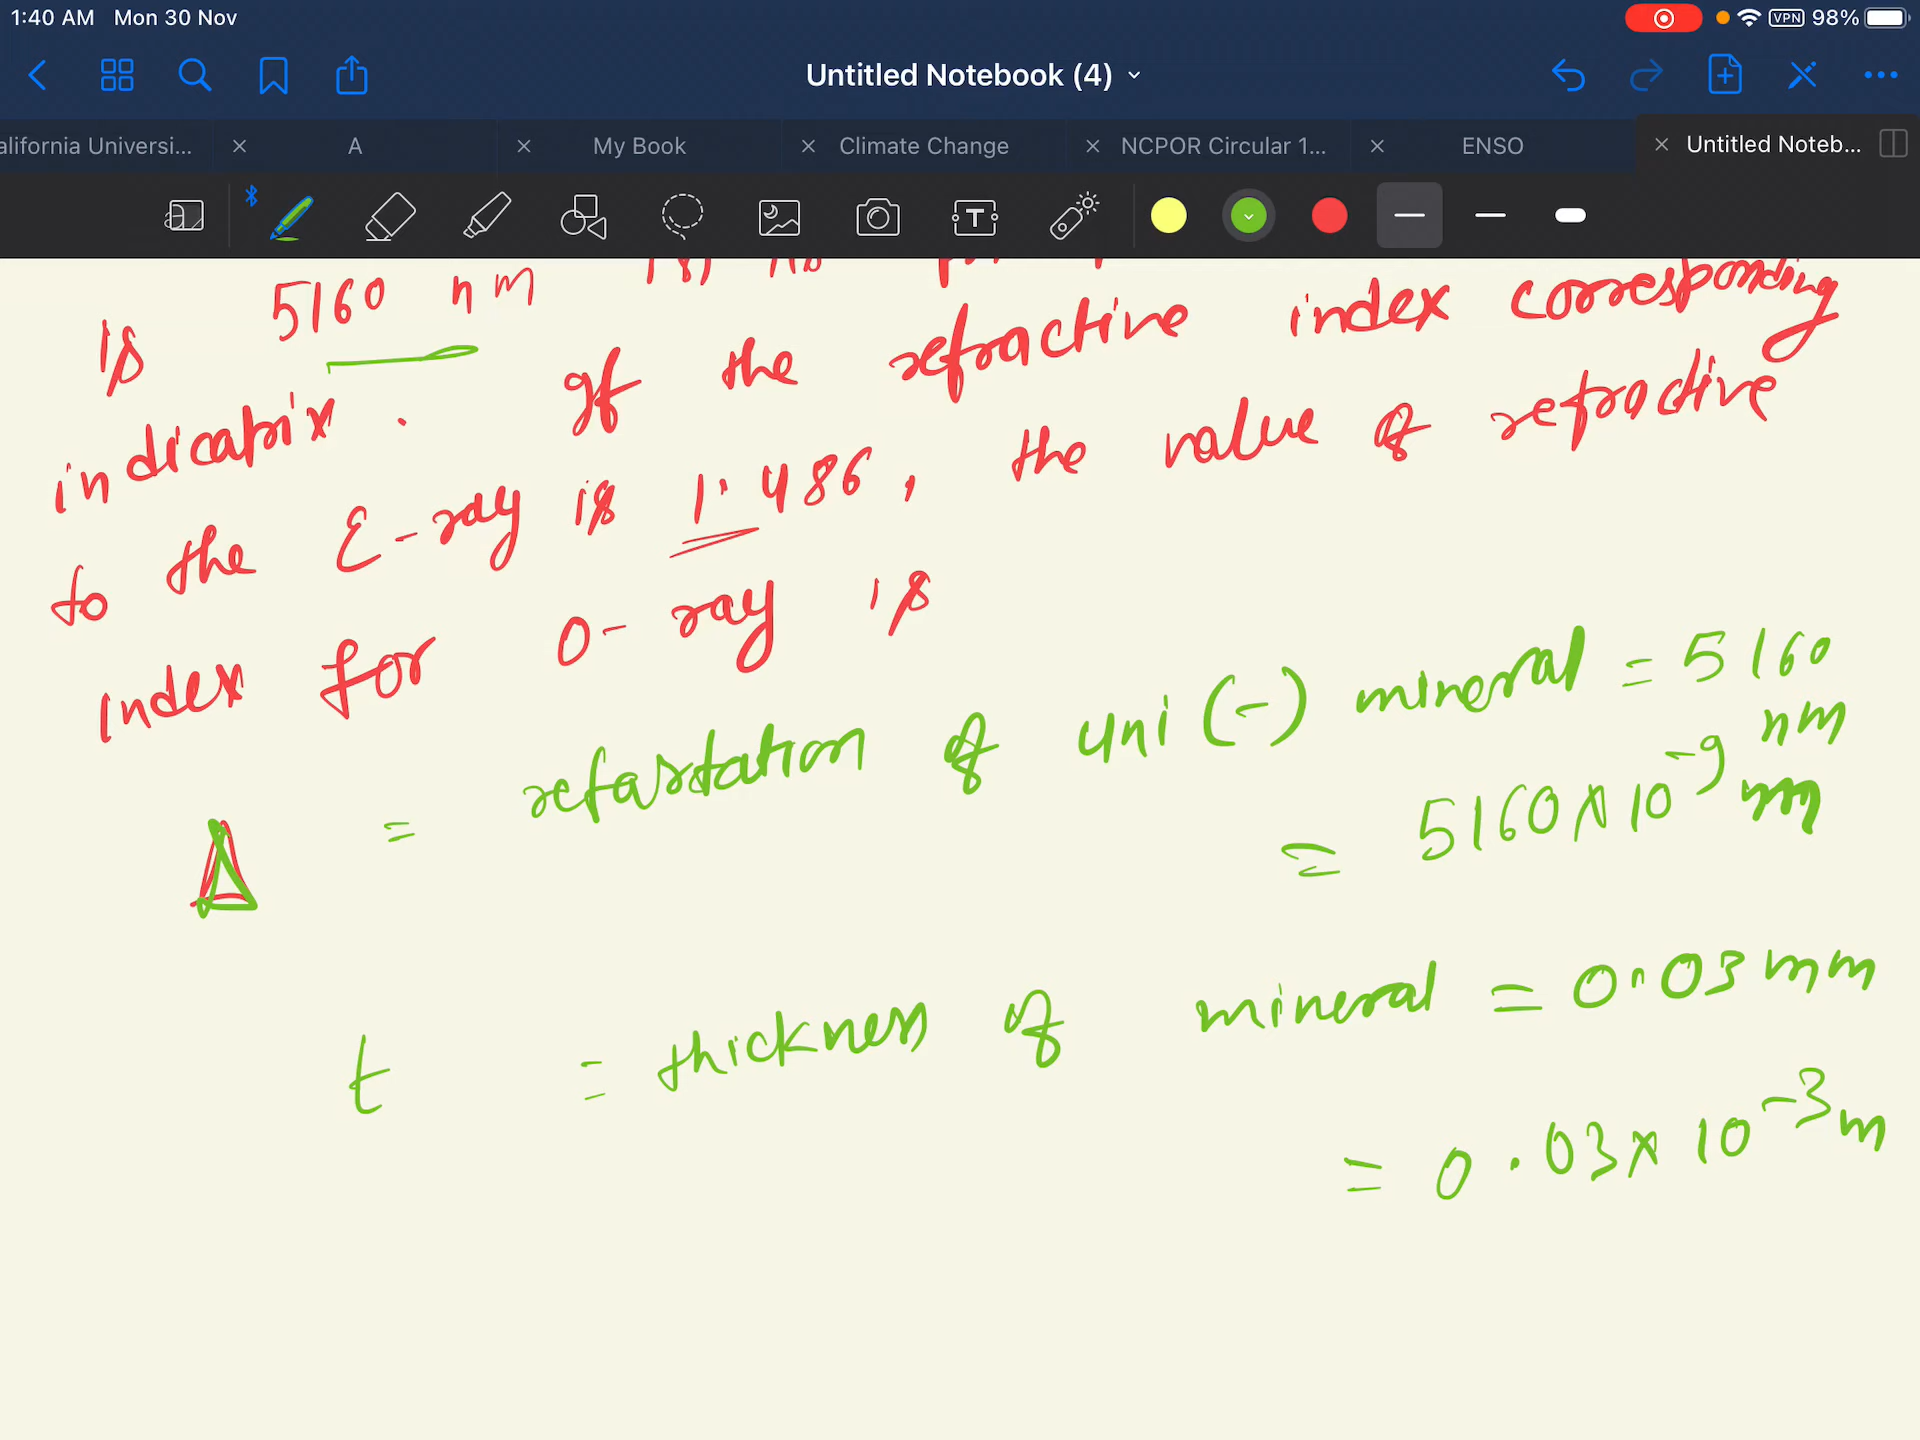 1:40 AM Mon 30 Nov
VPN 98%
Untitled Notebook (4)
alifornia Universi...
A
My Book
Climate Change
NCPOR Circular 1...
ENSO
Untitled Noteb...
is 5160 nm
indicatrix. If the refractive index corresponding
to the E-ray is 1.486, the value of refractive
index for O-ray is
Δ = retartation of uni (-) mineral = 5160 nm
= 5160 x 10⁻⁹ m
t = thickness of mineral = 0.03 mm
= 0.03 x 10⁻³ m